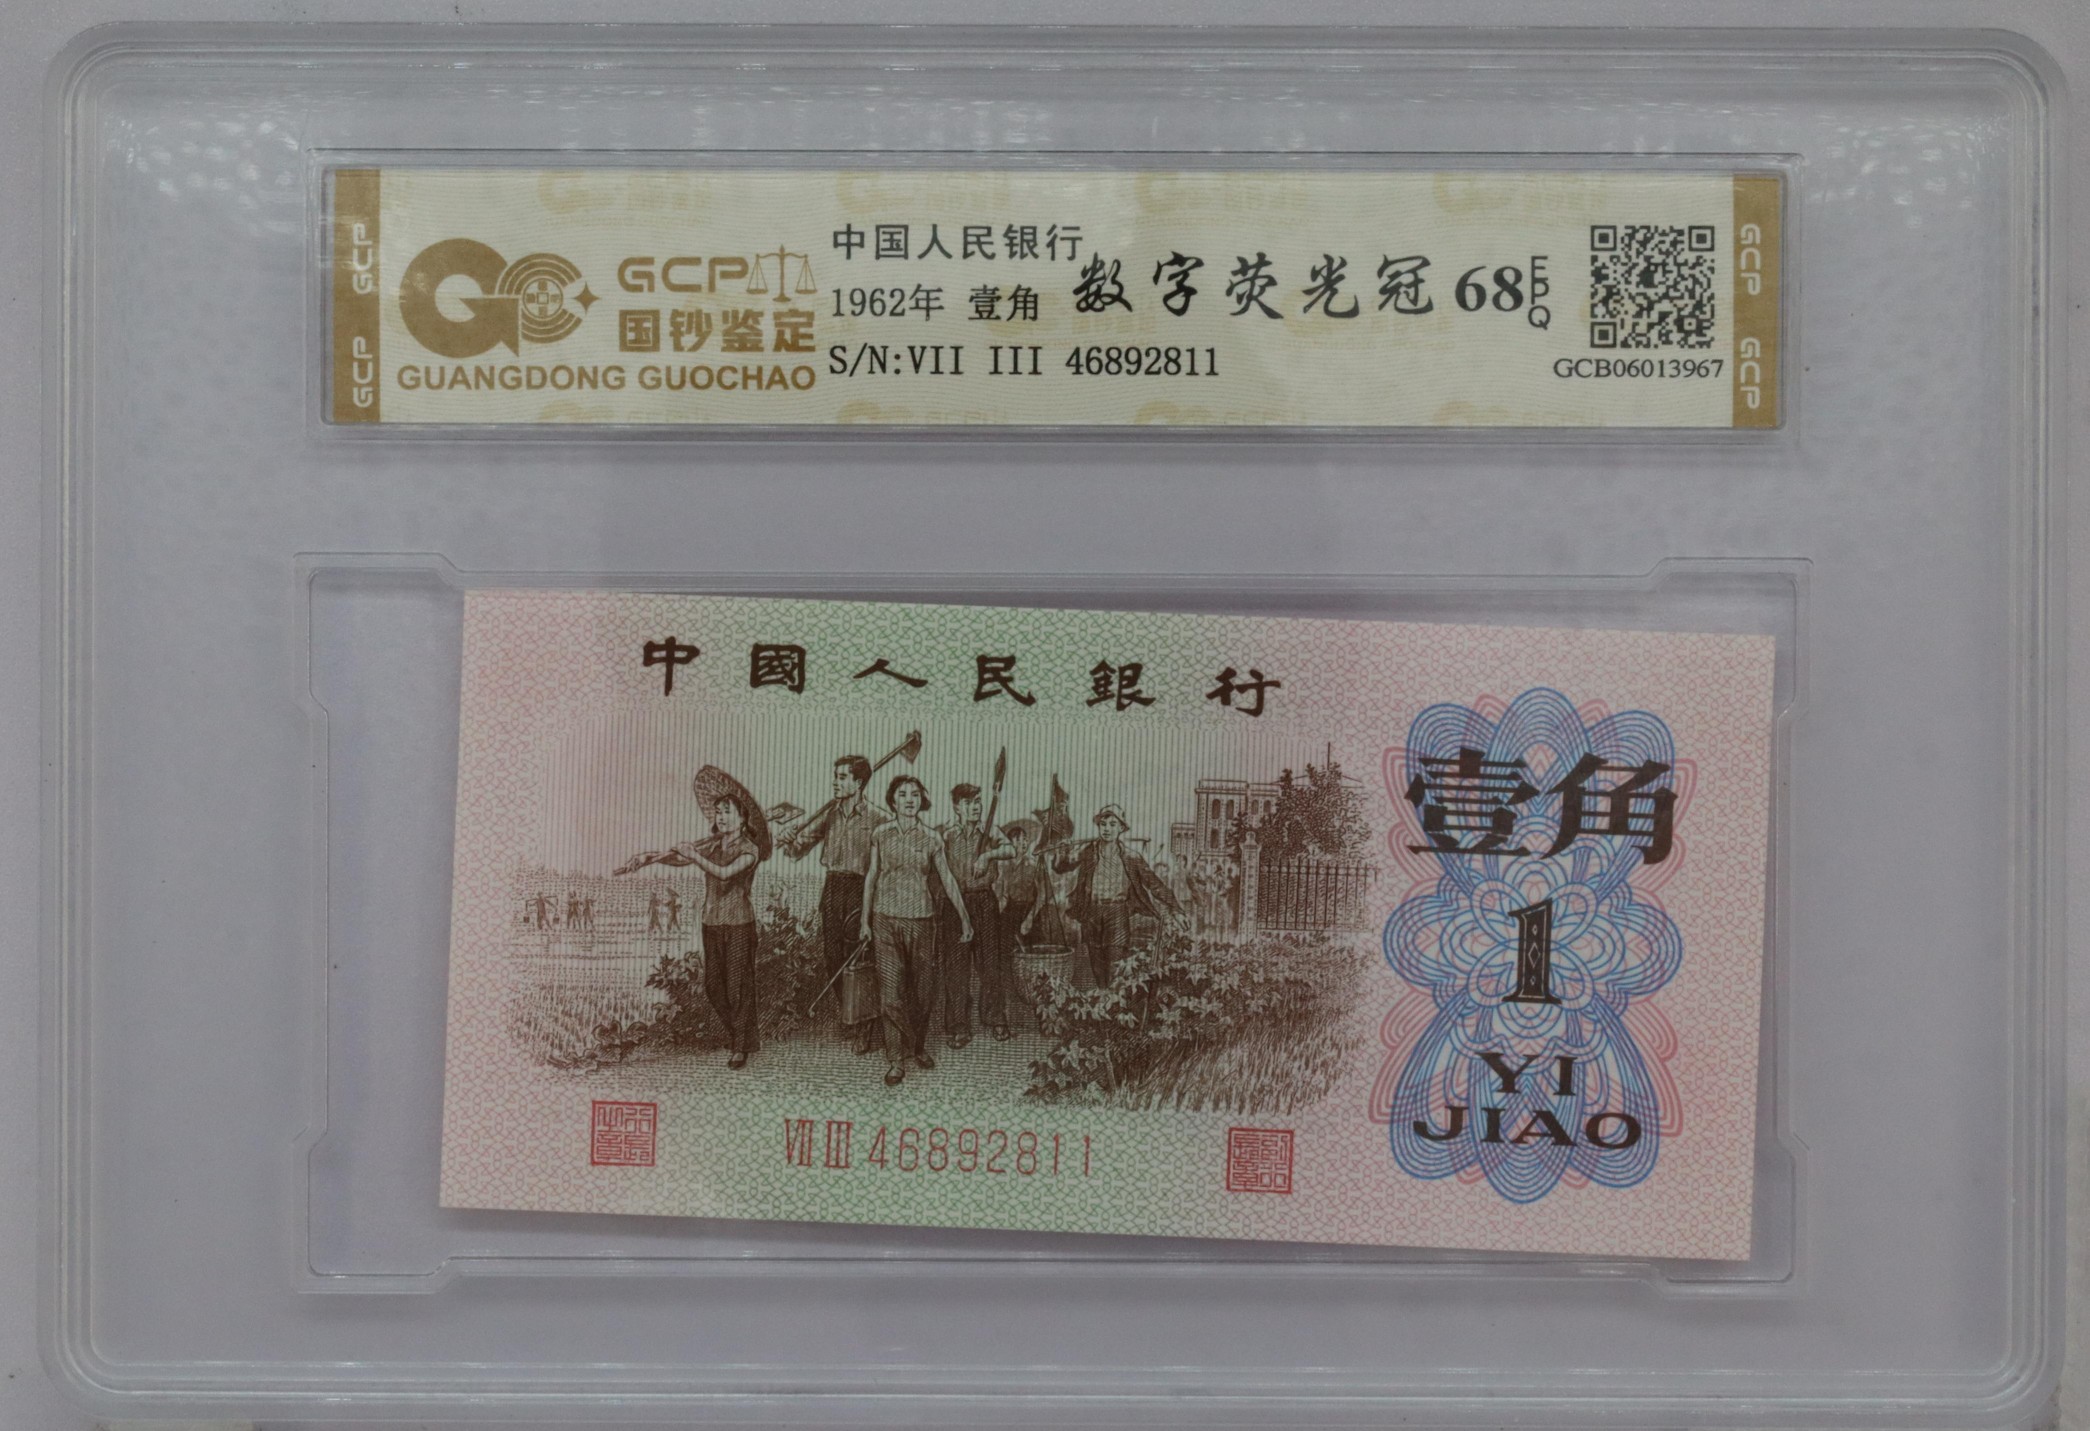 GCP
GCP
GCP
国钞鉴定
GUANGDONG GUOCHAO
中国人民银行
1962年 壹角
数字荧光冠 68 EPQ
S/N:VII III 46892811
GCB06013967
GCP
GCP
中國人民銀行
壹角
1
YI
JIAO
VII III 46892811